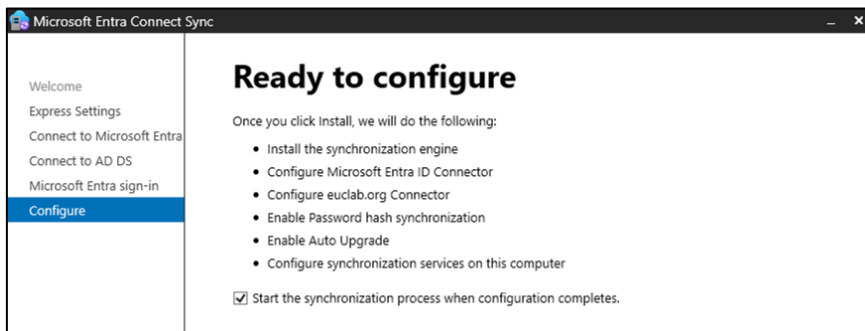 Microsoft Entra Connect Sync
Welcome
Express Settings
Connect to Microsoft Entra
Connect to AD DS
Microsoft Entra sign-in
Configure
Ready to configure
Once you click Install, we will do the following:
• Install the synchronization engine
• Configure Microsoft Entra ID Connector
• Configure euclab.org Connector
• Enable Password hash synchronization
• Enable Auto Upgrade
• Configure synchronization services on this computer
Start the synchronization process when configuration completes.